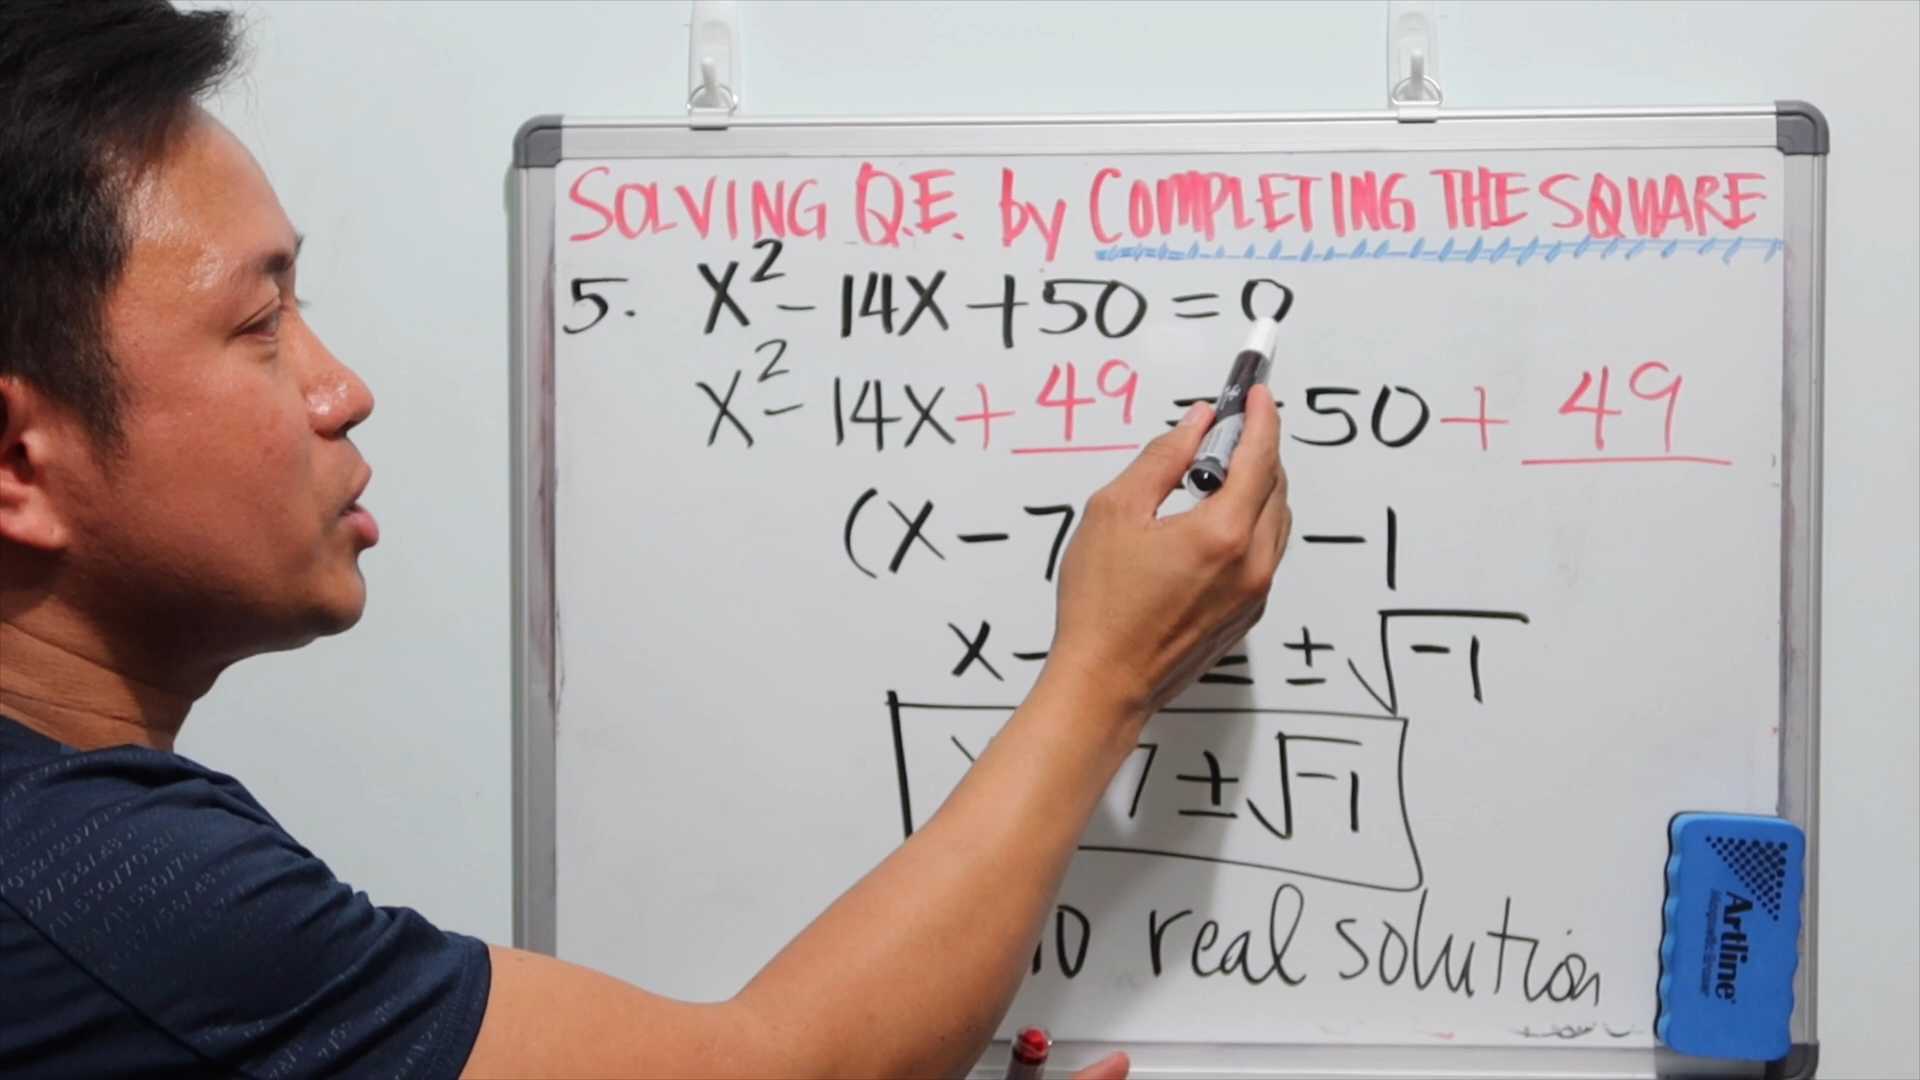 SOLVING Q.E. by COMPLETING THE SQUARE
5. X² - 14X + 50 = 0
X² - 14X + 49 = 50 + 49
(X - 7 - 1
X - = ± √-1
7 ± √-1
real solution
Artline